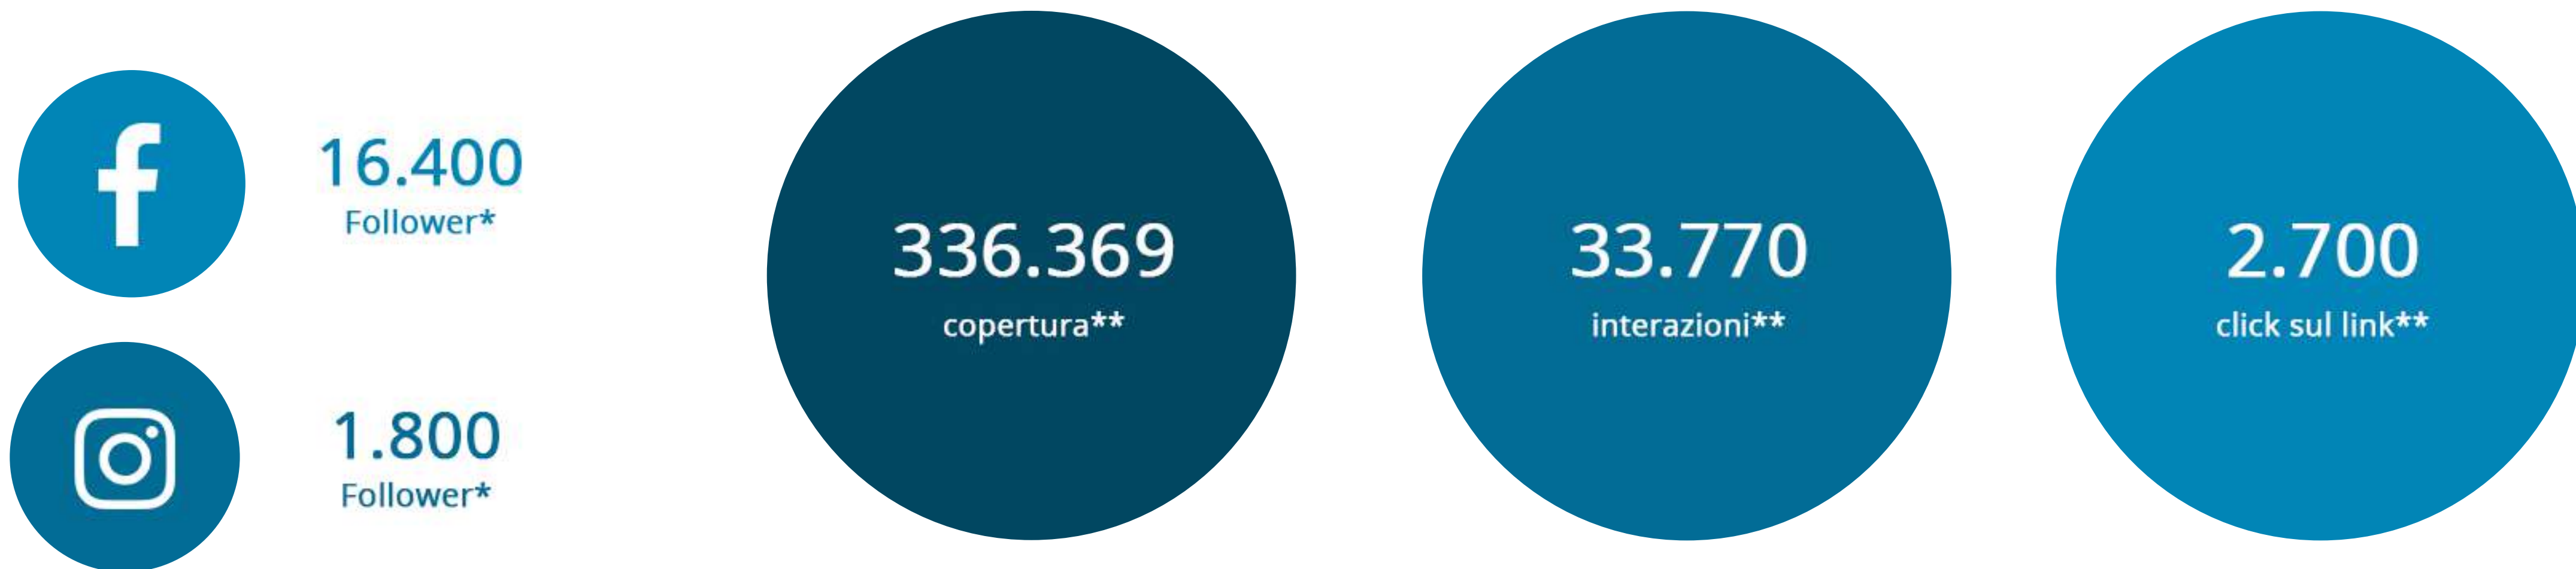 16.400
Follower*
1.800
Follower*
336.369
copertura**
33.770
interazioni**
2.700
click sul link**